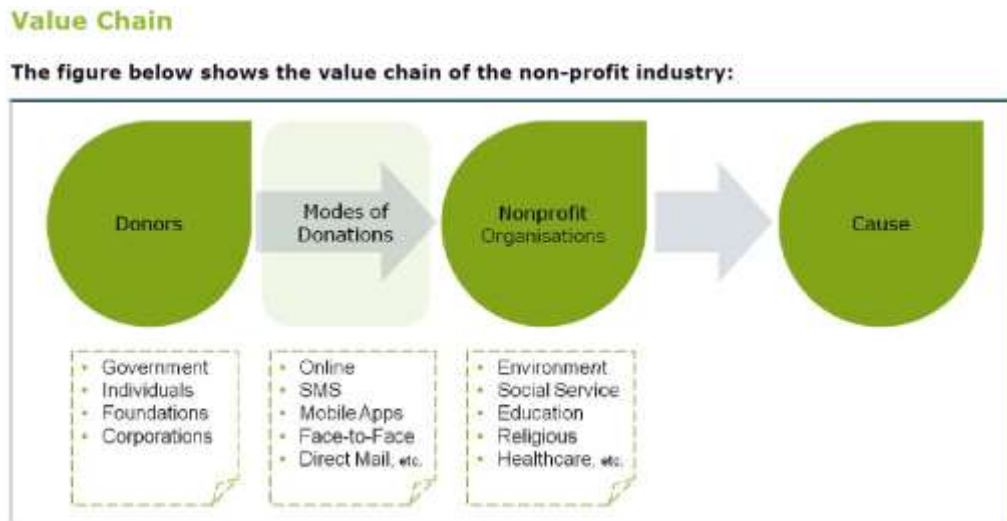 Value Chain
The figure below shows the value chain of the non-profit industry:
Donors
Modes of
Donations
Nonprofit
Organisations
Cause
• Government
• Individuals
• Foundations
• Corporations
• Online
• SMS
• Mobile Apps
• Face-to-Face
• Direct Mail, etc.
• Environment
• Social Service
• Education
• Religious
• Healthcare, etc.